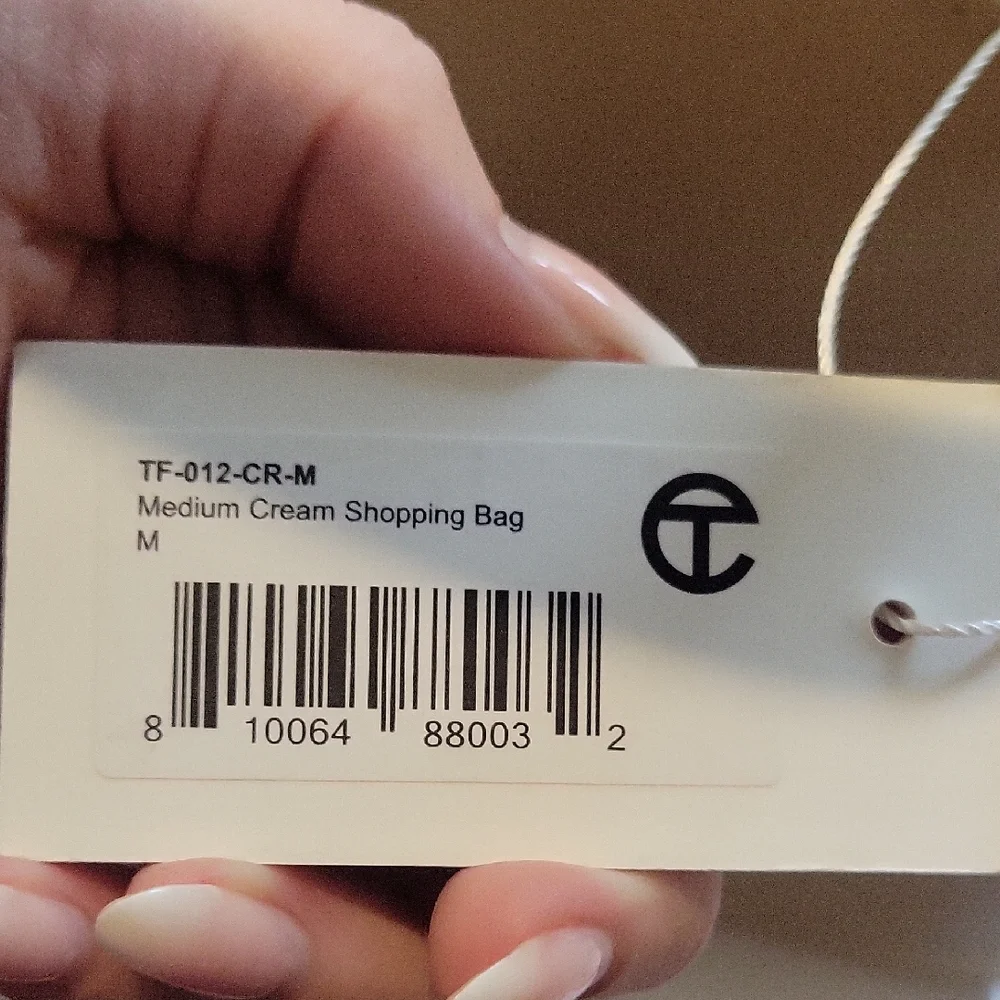 TF-012-CR-M
Medium Cream Shopping Bag
M
8 10064 88003 2